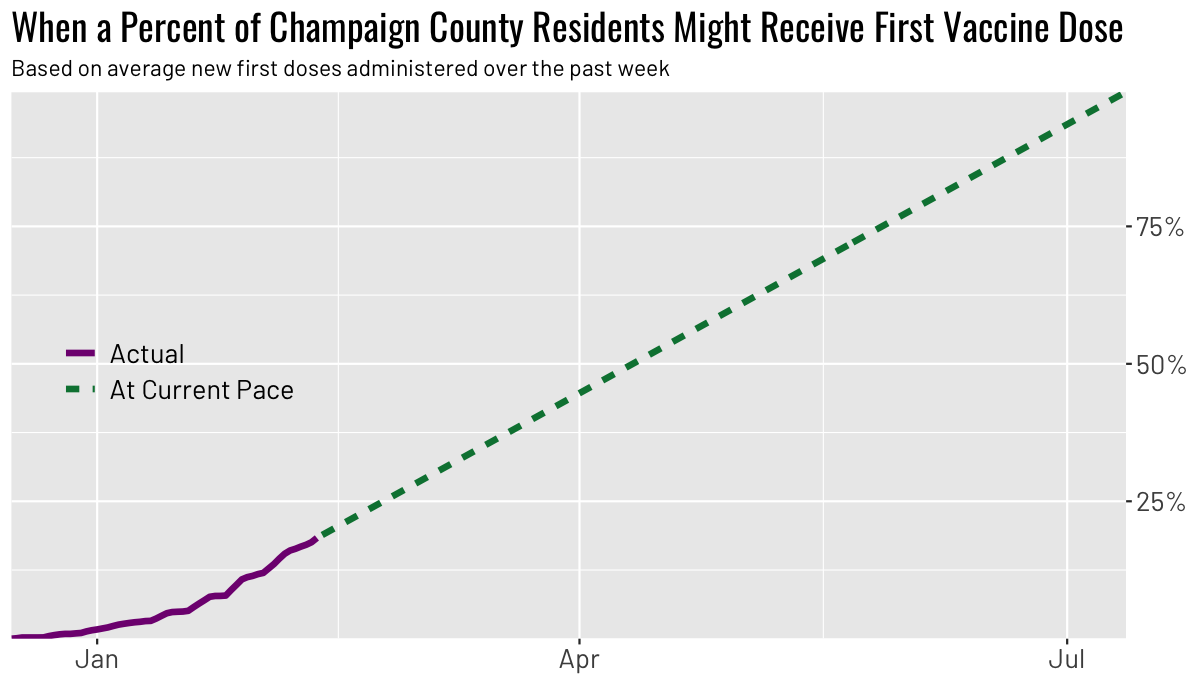 When a Percent of Champaign County Residents Might Receive First Vaccine Dose
Based on average new first doses administered over the past week
75%
Actual
50%
At Current Pace
25%
Jan Apr Jul